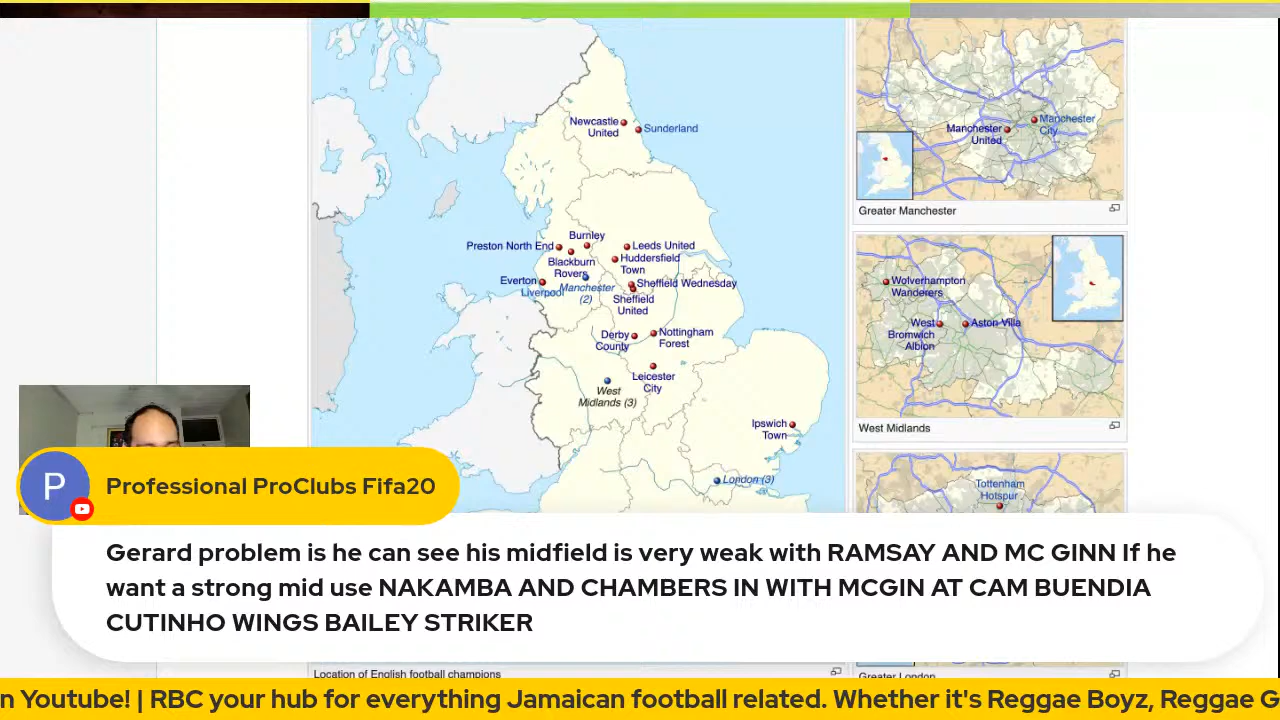 Newcastle
United
Sunderland
Preston North End
Burnley
Blackburn
Rovers
Leeds United
Huddersfield
Town
Everton
Liverpool
Manchester
(2)
Sheffield Wednesday
Sheffield
United
Derby
County
Nottingham
Forest
Leicester
City
West
Midlands (3)
Ipswich
Town
London (3)
Manchester
United
Manchester
City
Greater Manchester
Wolverhampton
Wanderers
West
Bromwich
Albion
Aston Villa
West Midlands
Tottenham
Hotspur
P
Professional ProClubs Fifa20
Gerard problem is he can see his midfield is very weak with RAMSAY AND MC GINN If he
want a strong mid use NAKAMBA AND CHAMBERS IN WITH MCGIN AT CAM BUENDIA
CUTINHO WINGS BAILEY STRIKER
Location of English football champions
Greater London
n Youtube! | RBC your hub for everything Jamaican football related. Whether it's Reggae Boyz, Reggae G